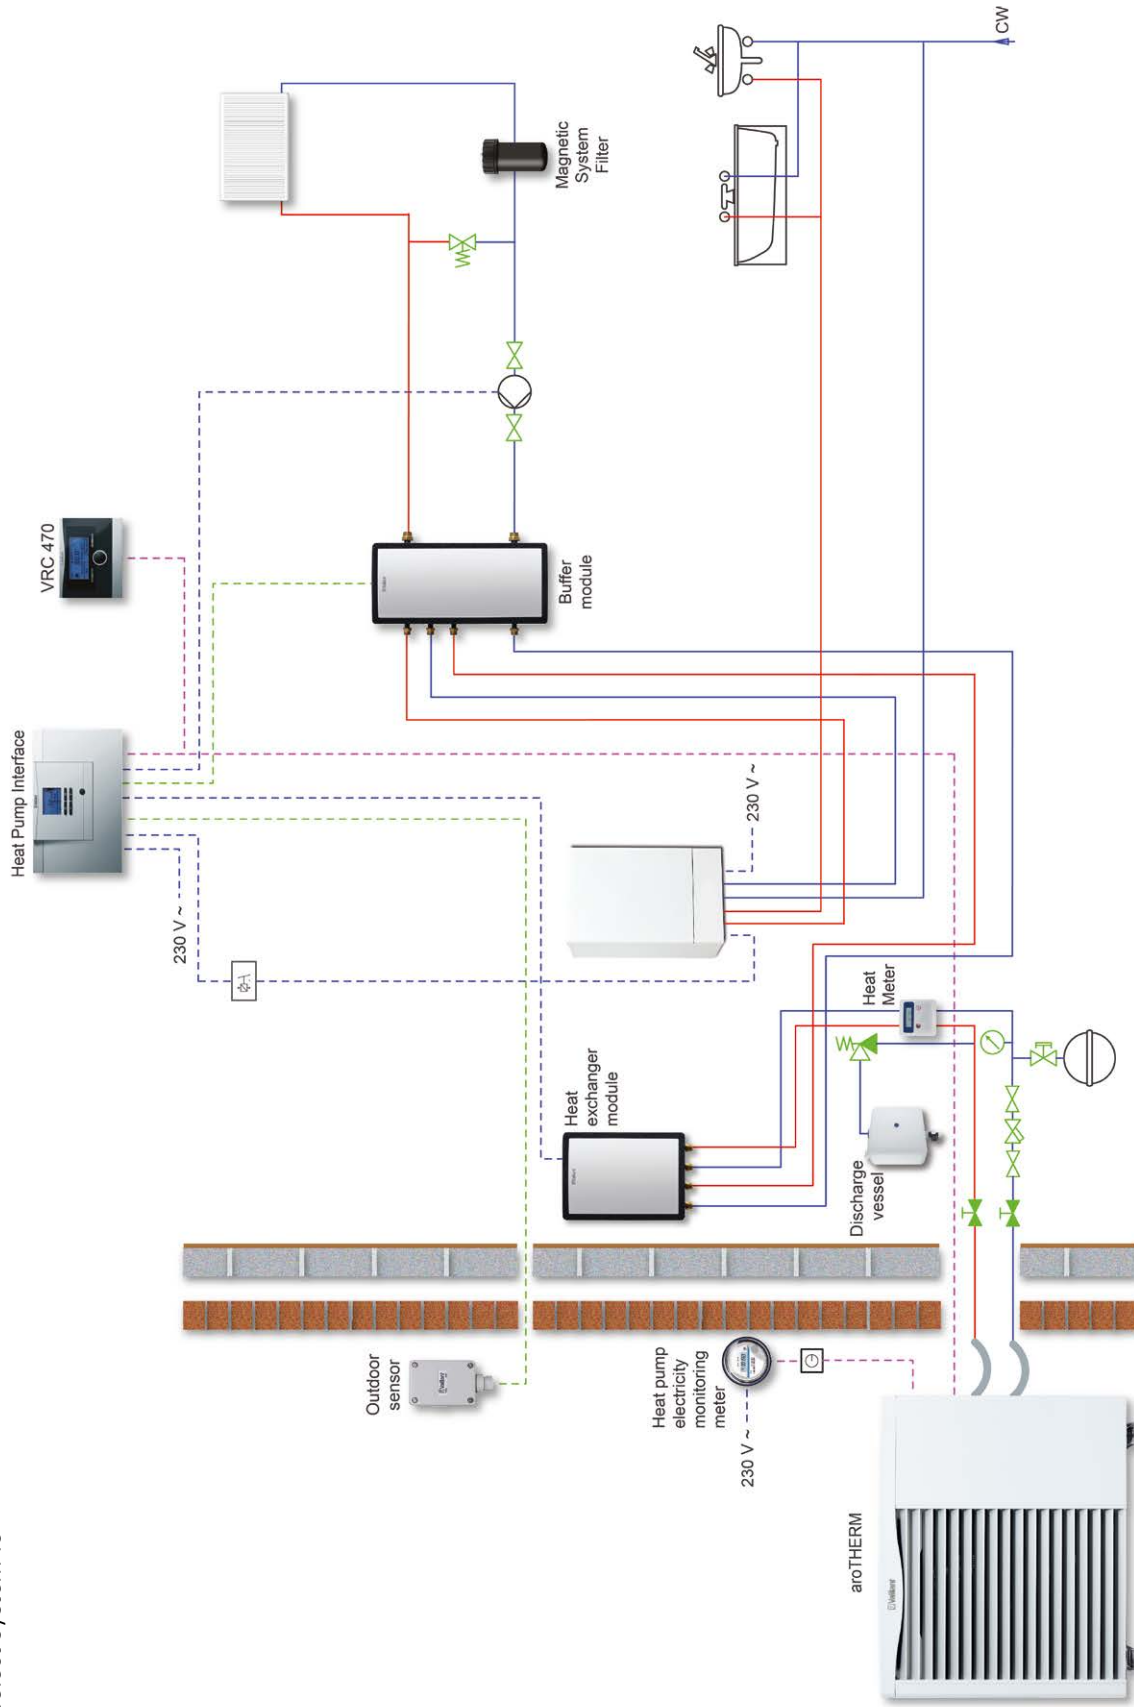 Heat Pump Interface
VRC 470
230 V ~
Magnetic
System
Filter
CW
Buffer
module
230 V ~
Heat
Meter
Heat
exchanger
module
Discharge
vessel
Outdoor
sensor
Heat pump
electricity
monitoring
meter
230 V ~
aroTHERM
Vaillant